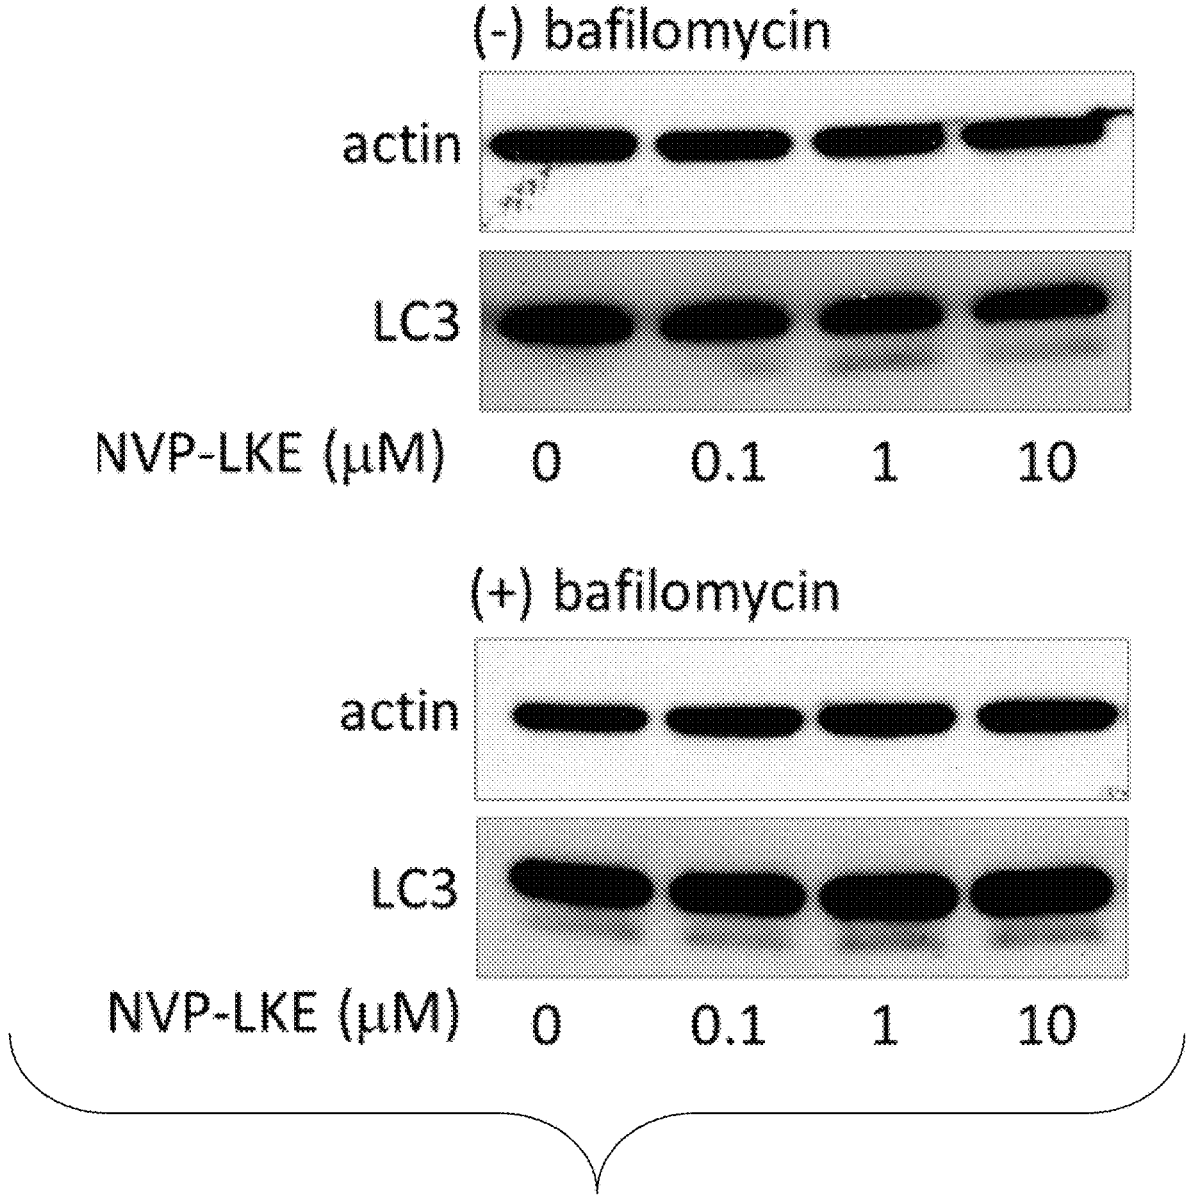 (-) bafilomycin
actin
LC3
NVP-LKE (μM) 0 0.1 1 10
(+) bafilomycin
actin
LC3
NVP-LKE (μM) 0 0.1 1 10